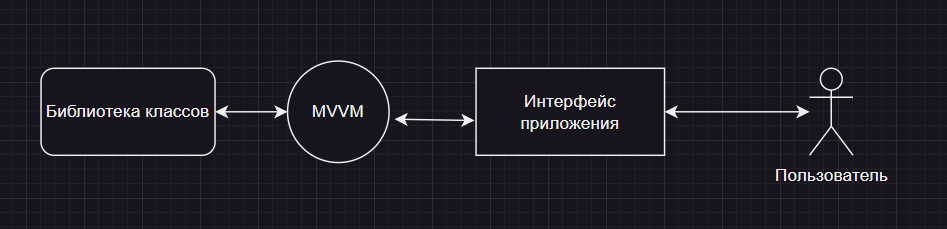 Библиотека классов
MVVM
Интерфейс
приложения
Пользователь